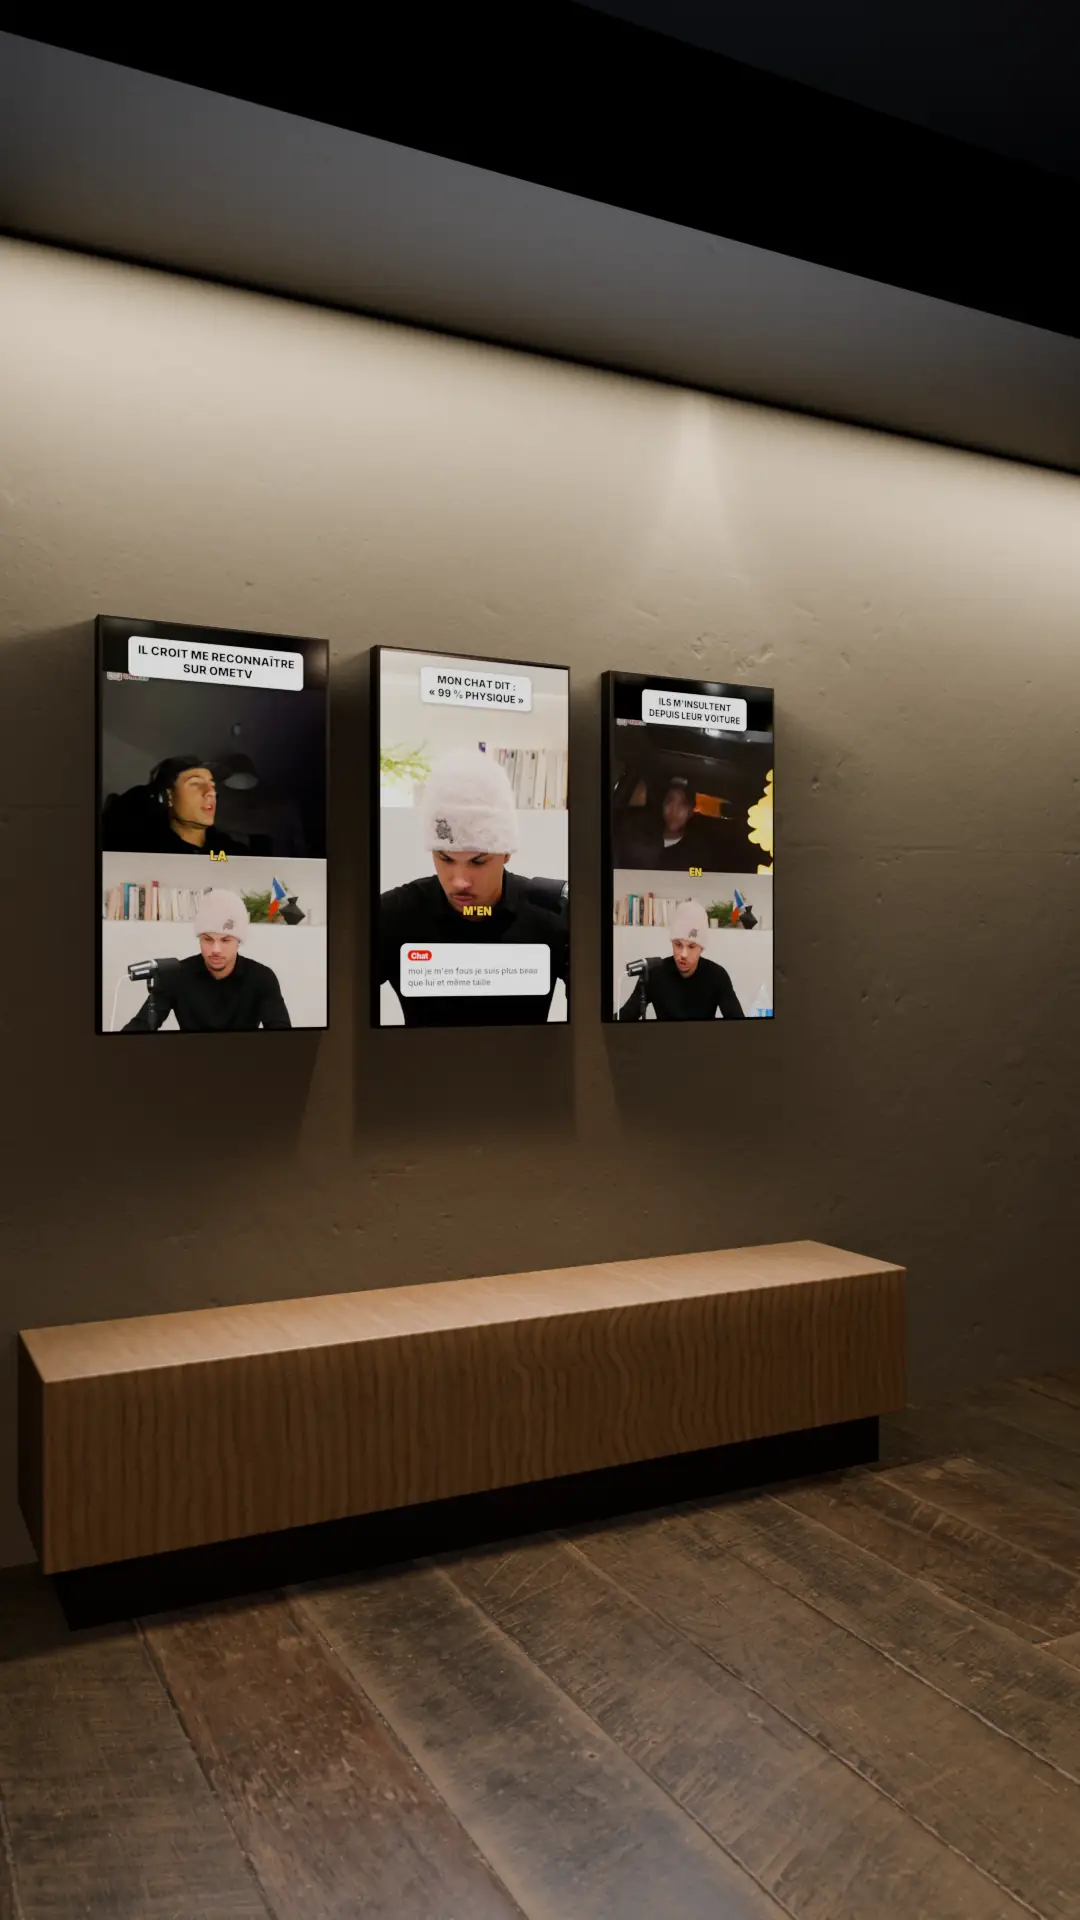 IL CROIT ME RECONNAÎTRE
SUR OMETV
LA
MON CHAT DIT :
« 99 % PHYSIQUE »
M'EN
Chat
moi je m'en fous je suis plus beau
que lui et même taille
ILS M'INSULTENT
DEPUIS LEUR VOITURE
EN